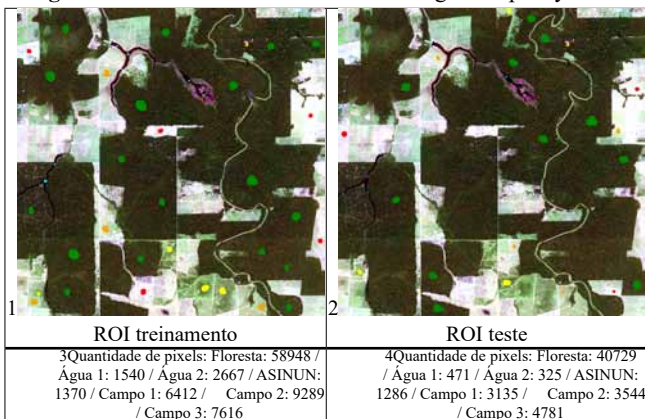 1
2
ROI treinamento
ROI teste
3Quantidade de pixels: Floresta: 58948 /
Água 1: 1540 / Água 2: 2667 / ASINUN:
1370 / Campo 1: 6412 / Campo 2: 9289
/ Campo 3: 7616
4Quantidade de pixels: Floresta: 40729
/ Água 1: 471 / Água 2: 325 / ASINUN:
1286 / Campo 1: 3135 / Campo 2: 3544
/ Campo 3: 4781